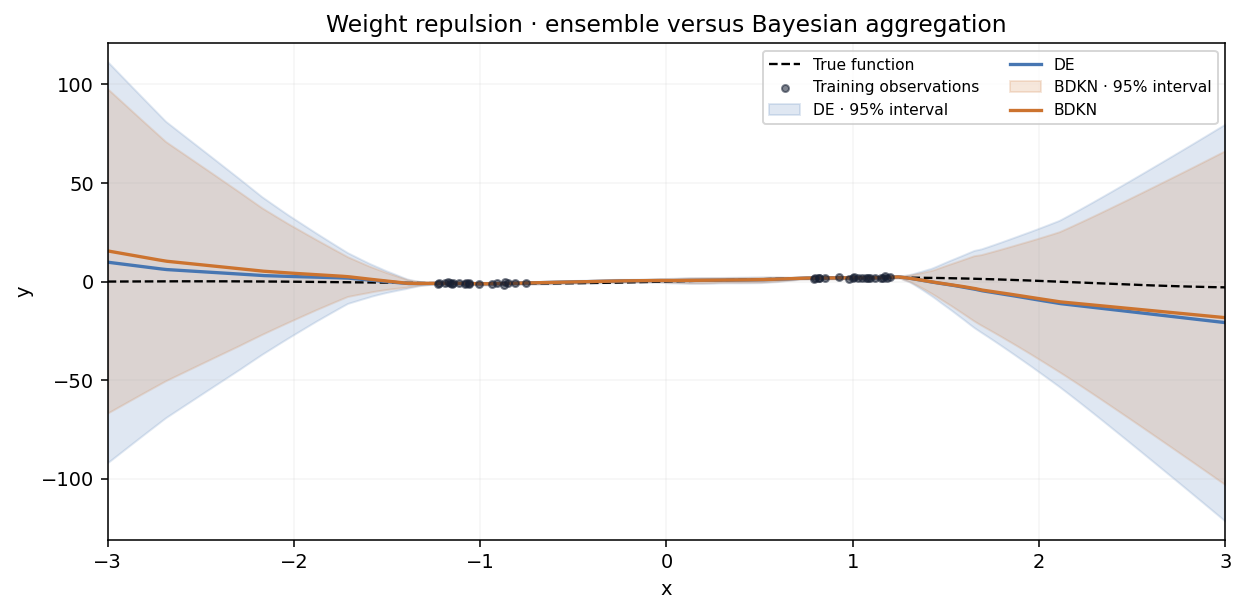 Weight repulsion · ensemble versus Bayesian aggregation
True function
Training observations
DE · 95% interval
DE
BDKN · 95% interval
BDKN
100
50
0
−50
−100
y
−3
−2
−1
0
1
2
3
x